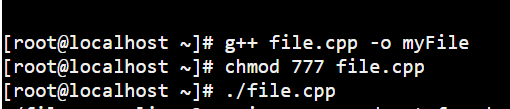 [root@localhost ~]# g++ file.cpp -o myFile
[root@localhost ~]# chmod 777 file.cpp
[root@localhost ~]# ./file.cpp